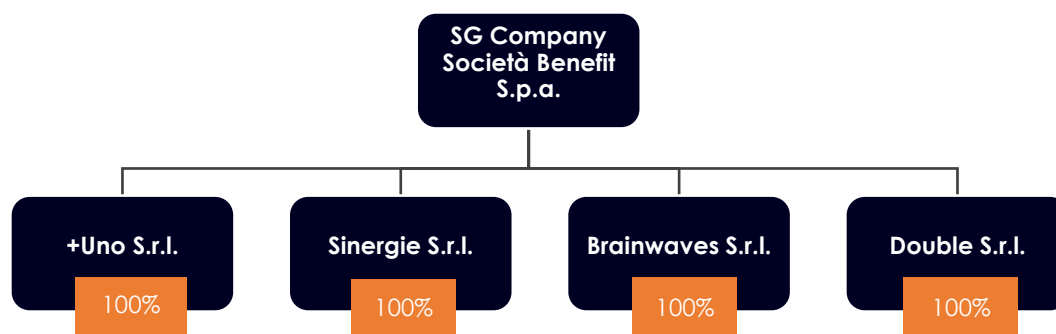 SG Company
Società Benefit
S.p.a.
+Uno S.r.l.
Sinergie S.r.l.
Brainwaves S.r.l.
Double S.r.l.
100%
100%
100%
100%